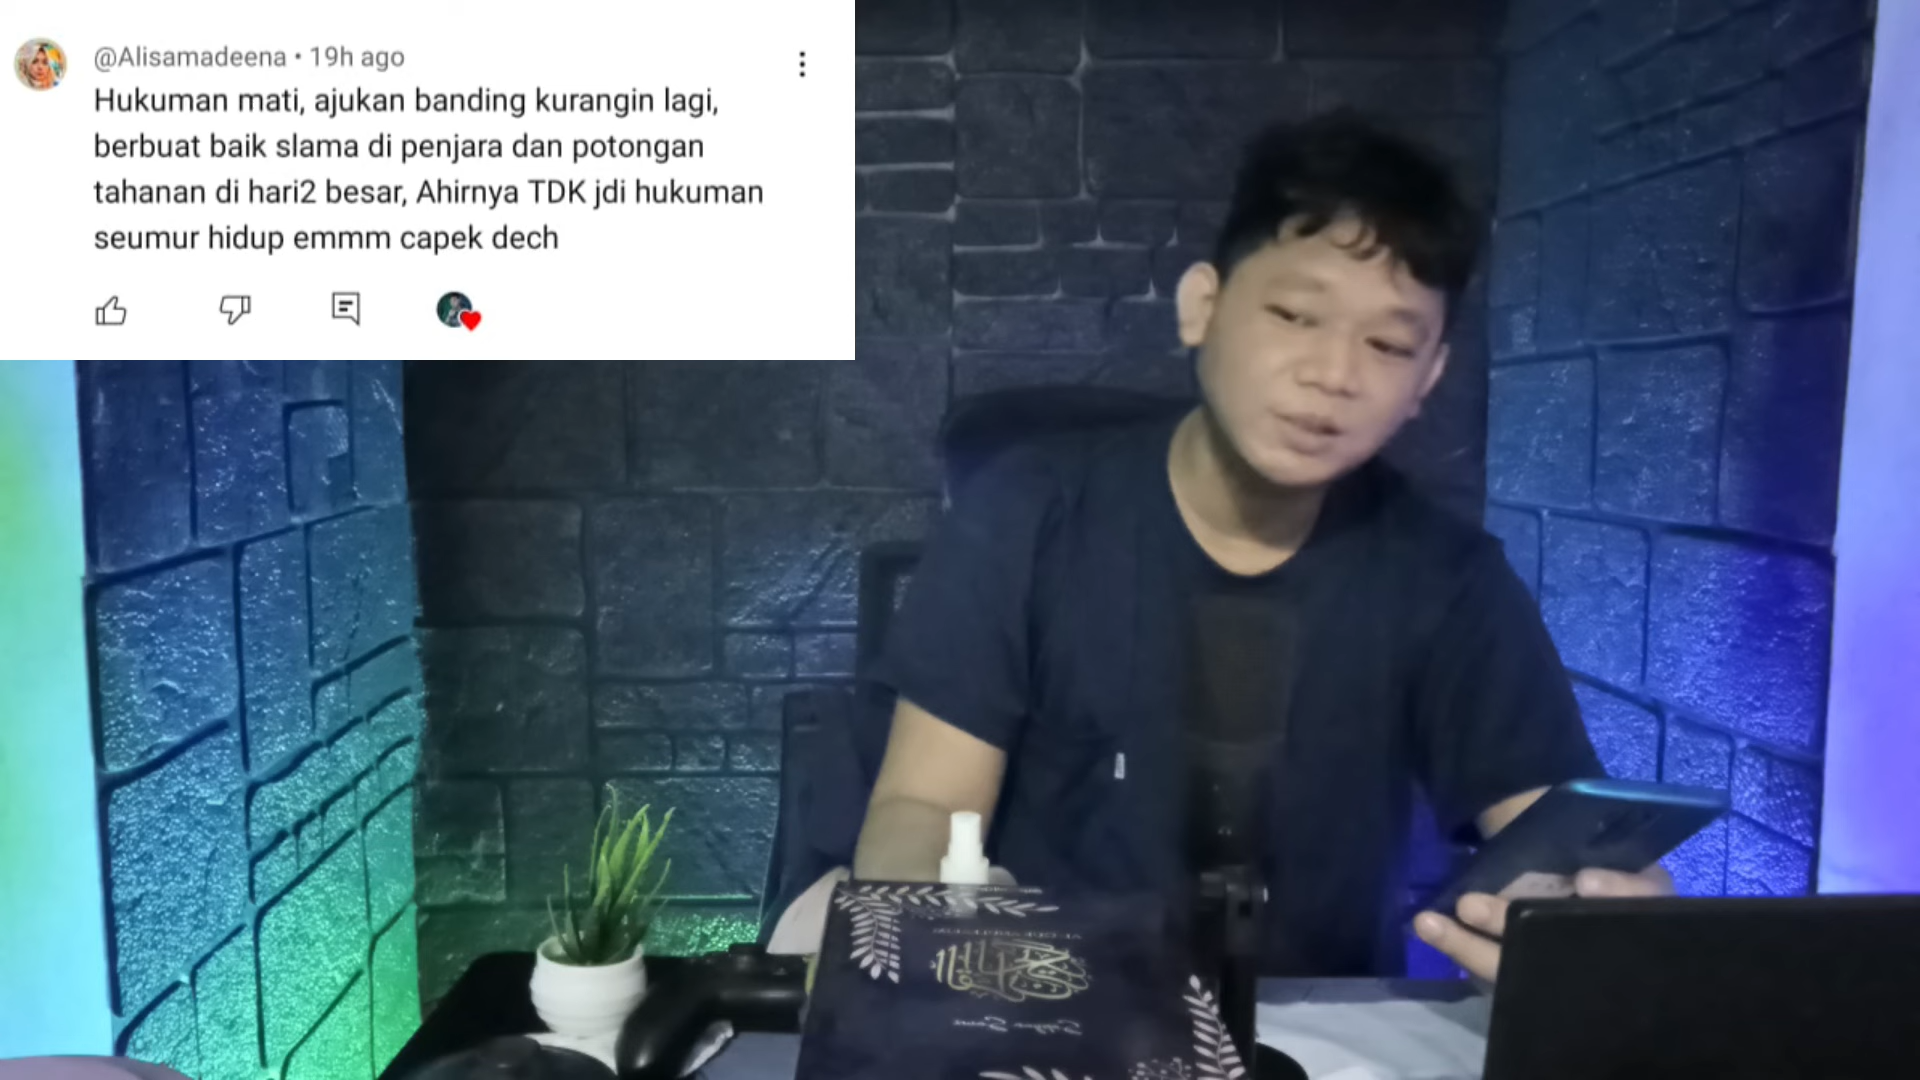 @Alisamadeena • 19h ago
Hukuman mati, ajukan banding kurangin lagi,
berbuat baik slama di penjara dan potongan
tahanan di hari2 besar, Ahirnya TDK jdi hukuman
seumur hidup emmm capek dech